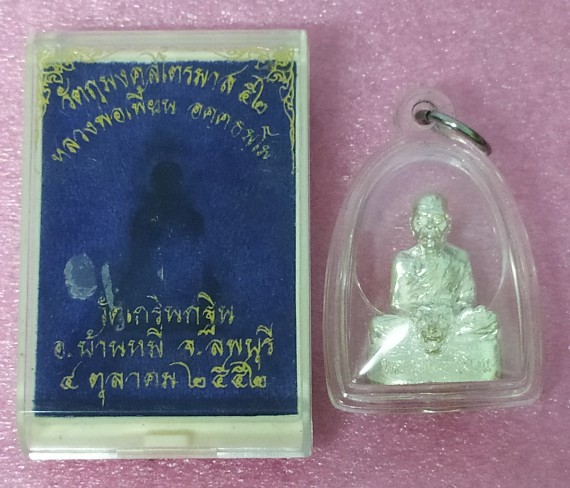 วัตถุมงคลไตรมาส ๕๒
หลวงพ่อเพี้ยน อคฺคธมฺโม
วัดเกริ่นกฐิน
อ.บ้านหมี่ จ.ลพบุรี
�4 ตุลาคม ๒๕๕๒